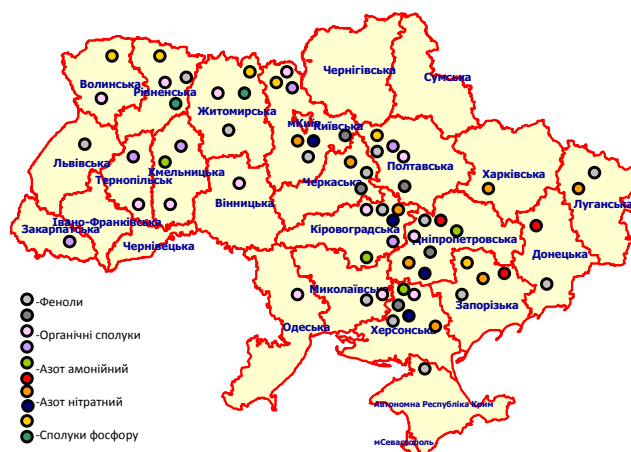 Чернігівська
Сумська
Волинська
Рівненська
Житомирська
мКиїв
Київська
Львівська
Хмельницька
Тернопільськ
Черкаська
Полтавська
Харківська
Луганська
Вінницька
Івано-Франківська
Закарпатська
Чернівецька
Кіровоградська
Дніпропетровська
Донецька
Миколаївська
Запорізька
Одеська
Херсонська
Автономна Республіка Крим
мСевастополь
-Феноли
-Органічні сполуки
-Азот амонійний
-Азот нітратний
-Сполуки фосфору